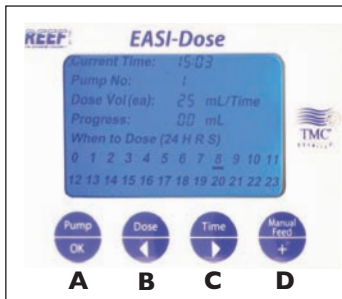 REEF EASI-Dose
Current Time: 15:03
Pump No: 1
Dose Vol(ea): 25 mL/Time
Progress: 00 mL
When to Dose (24 H R S)
0 1 2 3 4 5 6 7 8 9 10 11
12 13 14 15 16 17 18 19 20 21 22 23
TMC
Pump OK
Dose
Time
Manual Feed +
A B C D